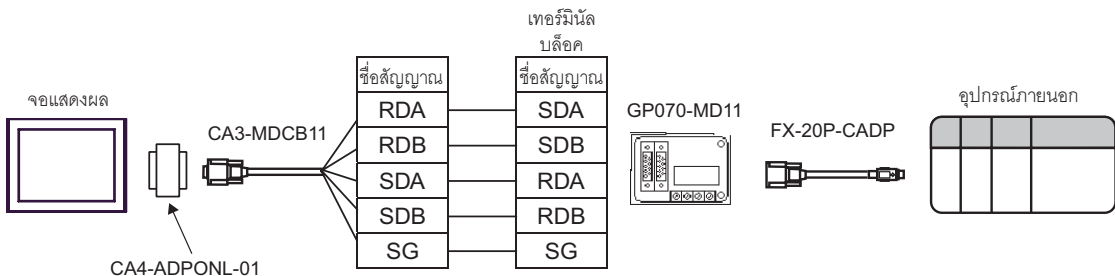 เทอร์มินัล
บล็อค
จอแสดงผล
CA4-ADPONL-01
CA3-MDCB11
ชื่อสัญญาณ
RDA
RDB
SDA
SDB
SG
ชื่อสัญญาณ
SDA
SDB
RDA
RDB
SG
GP070-MD11
FX-20P-CADP
อุปกรณ์ภายนอก